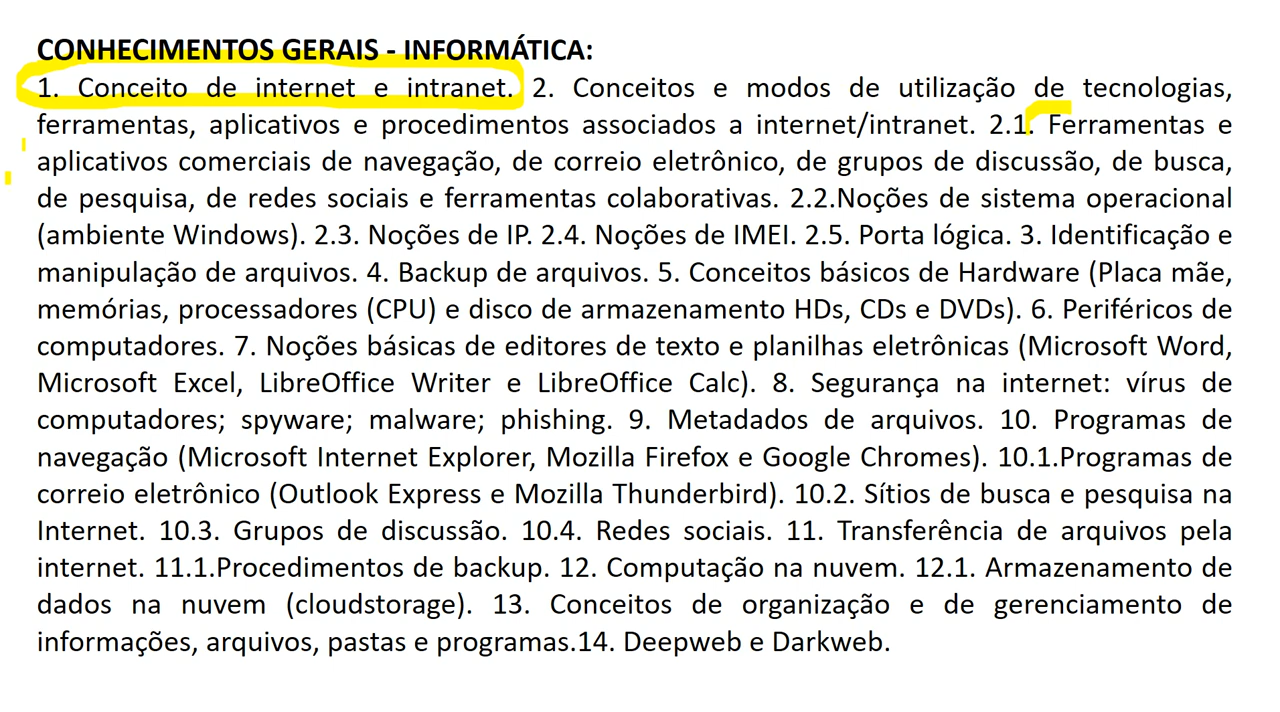 CONHECIMENTOS GERAIS - INFORMÁTICA:
1. Conceito de internet e intranet. 2. Conceitos e modos de utilização de tecnologias,
ferramentas, aplicativos e procedimentos associados a internet/intranet. 2.1. Ferramentas e
aplicativos comerciais de navegação, de correio eletrônico, de grupos de discussão, de busca,
de pesquisa, de redes sociais e ferramentas colaborativas. 2.2.Noções de sistema operacional
(ambiente Windows). 2.3. Noções de IP. 2.4. Noções de IMEI. 2.5. Porta lógica. 3. Identificação e
manipulação de arquivos. 4. Backup de arquivos. 5. Conceitos básicos de Hardware (Placa mãe,
memórias, processadores (CPU) e disco de armazenamento HDs, CDs e DVDs). 6. Periféricos de
computadores. 7. Noções básicas de editores de texto e planilhas eletrônicas (Microsoft Word,
Microsoft Excel, LibreOffice Writer e LibreOffice Calc). 8. Segurança na internet: vírus de
computadores; spyware; malware; phishing. 9. Metadados de arquivos. 10. Programas de
navegação (Microsoft Internet Explorer, Mozilla Firefox e Google Chromes). 10.1.Programas de
correio eletrônico (Outlook Express e Mozilla Thunderbird). 10.2. Sítios de busca e pesquisa na
Internet. 10.3. Grupos de discussão. 10.4. Redes sociais. 11. Transferência de arquivos pela
internet. 11.1.Procedimentos de backup. 12. Computação na nuvem. 12.1. Armazenamento de
dados na nuvem (cloudstorage). 13. Conceitos de organização e de gerenciamento de
informações, arquivos, pastas e programas.14. Deepweb e Darkweb.